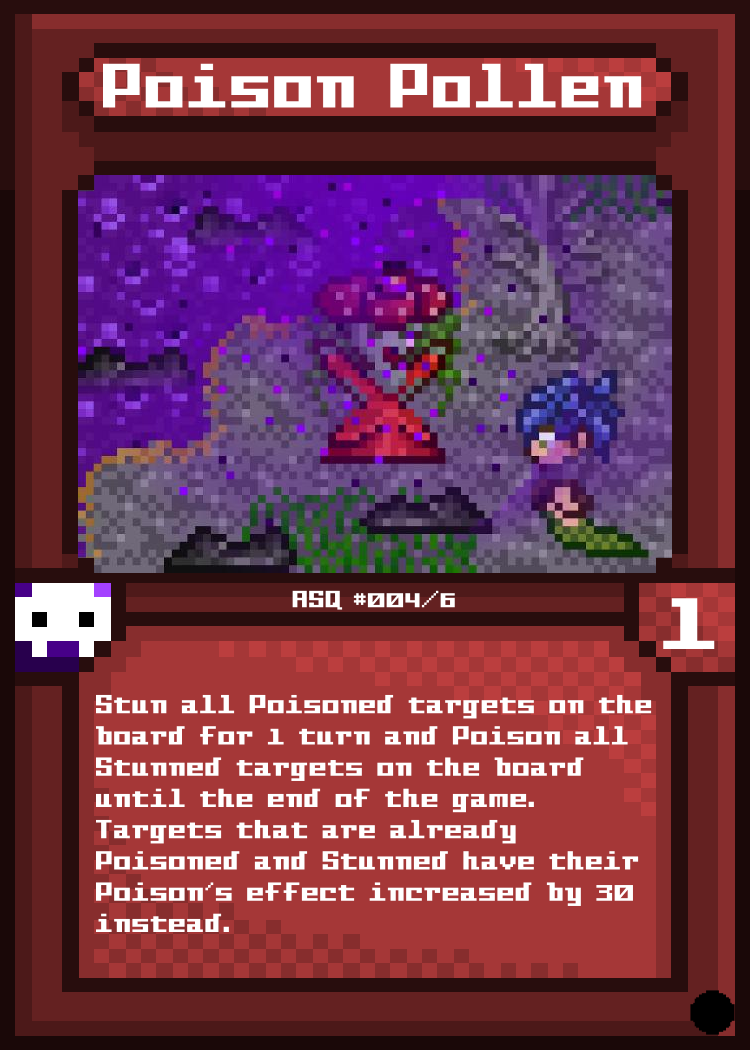 Poison Pollen
ASQ #004/6
1
Stun all Poisoned targets on the
board for 1 turn and Poison all
Stunned targets on the board
until the end of the game.
Targets that are already
Poisoned and Stunned have their
Poison's effect increased by 30
instead.